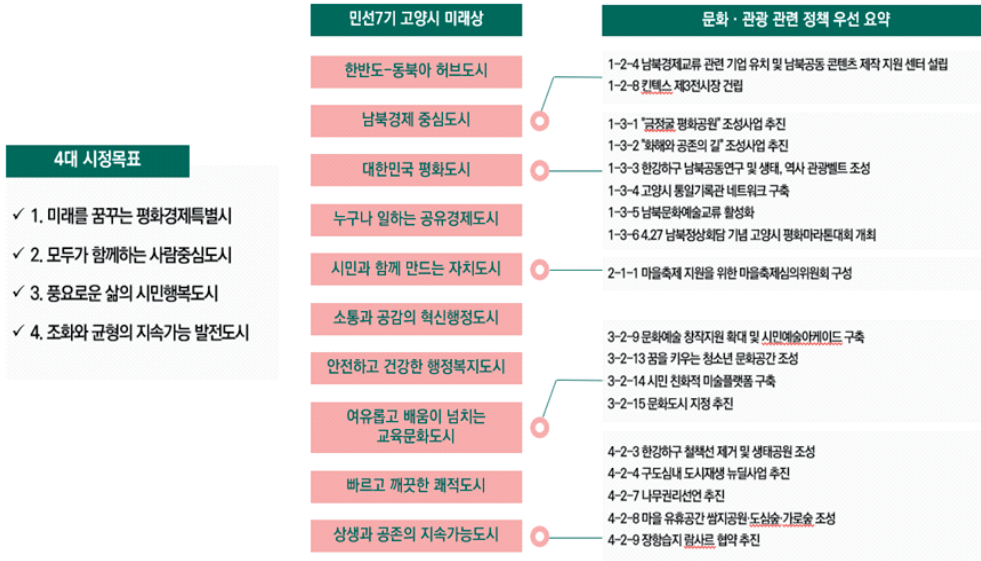 4대 시정목표
✓ 1. 미래를 꿈꾸는 평화경제특별시
✓ 2. 모두가 함께하는 사람중심도시
✓ 3. 풍요로운 삶의 시민행복도시
✓ 4. 조화와 균형의 지속가능 발전도시
민선7기 고양시 미래상
한반도-동북아 허브도시
남북경제 중심도시
대한민국 평화도시
누구나 일하는 공유경제도시
시민과 함께 만드는 자치도시
소통과 공감의 혁신행정도시
안전하고 건강한 행정복지도시
여유롭고 배움이 넘치는
교육문화도시
빠르고 깨끗한 쾌적도시
상생과 공존의 지속가능도시
문화 · 관광 관련 정책 우선 요약
1-2-4 남북경제교류 관련 기업 유치 및 남북공동 콘텐츠 제작 지원 센터 설립
1-2-8 킨텍스 제3전시장 건립
1-3-1 "금정굴 평화공원" 조성사업 추진
1-3-2 "화해와 공존의 길" 조성사업 추진
1-3-3 한강하구 남북공동연구 및 생태, 역사 관광벨트 조성
1-3-4 고양시 통일기록관 네트워크 구축
1-3-5 남북문화예술교류 활성화
1-3-6 4.27 남북정상회담 기념 고양시 평화마라톤대회 개최
2-1-1 마을축제 지원을 위한 마을축제심의위원회 구성
3-2-9 문화예술 창작지원 확대 및 시민예술아케이드 구축
3-2-13 꿈을 키우는 청소년 문화공간 조성
3-2-14 시민 친화적 미술플랫폼 구축
3-2-15 문화도시 지정 추진
4-2-3 한강하구 철책선 제거 및 생태공원 조성
4-2-4 구도심내 도시재생 뉴딜사업 추진
4-2-7 나무권리선언 추진
4-2-8 마을 유휴공간 쌈지공원·도심숲·가로숲 조성
4-2-9 장항습지 람사르 협약 추진